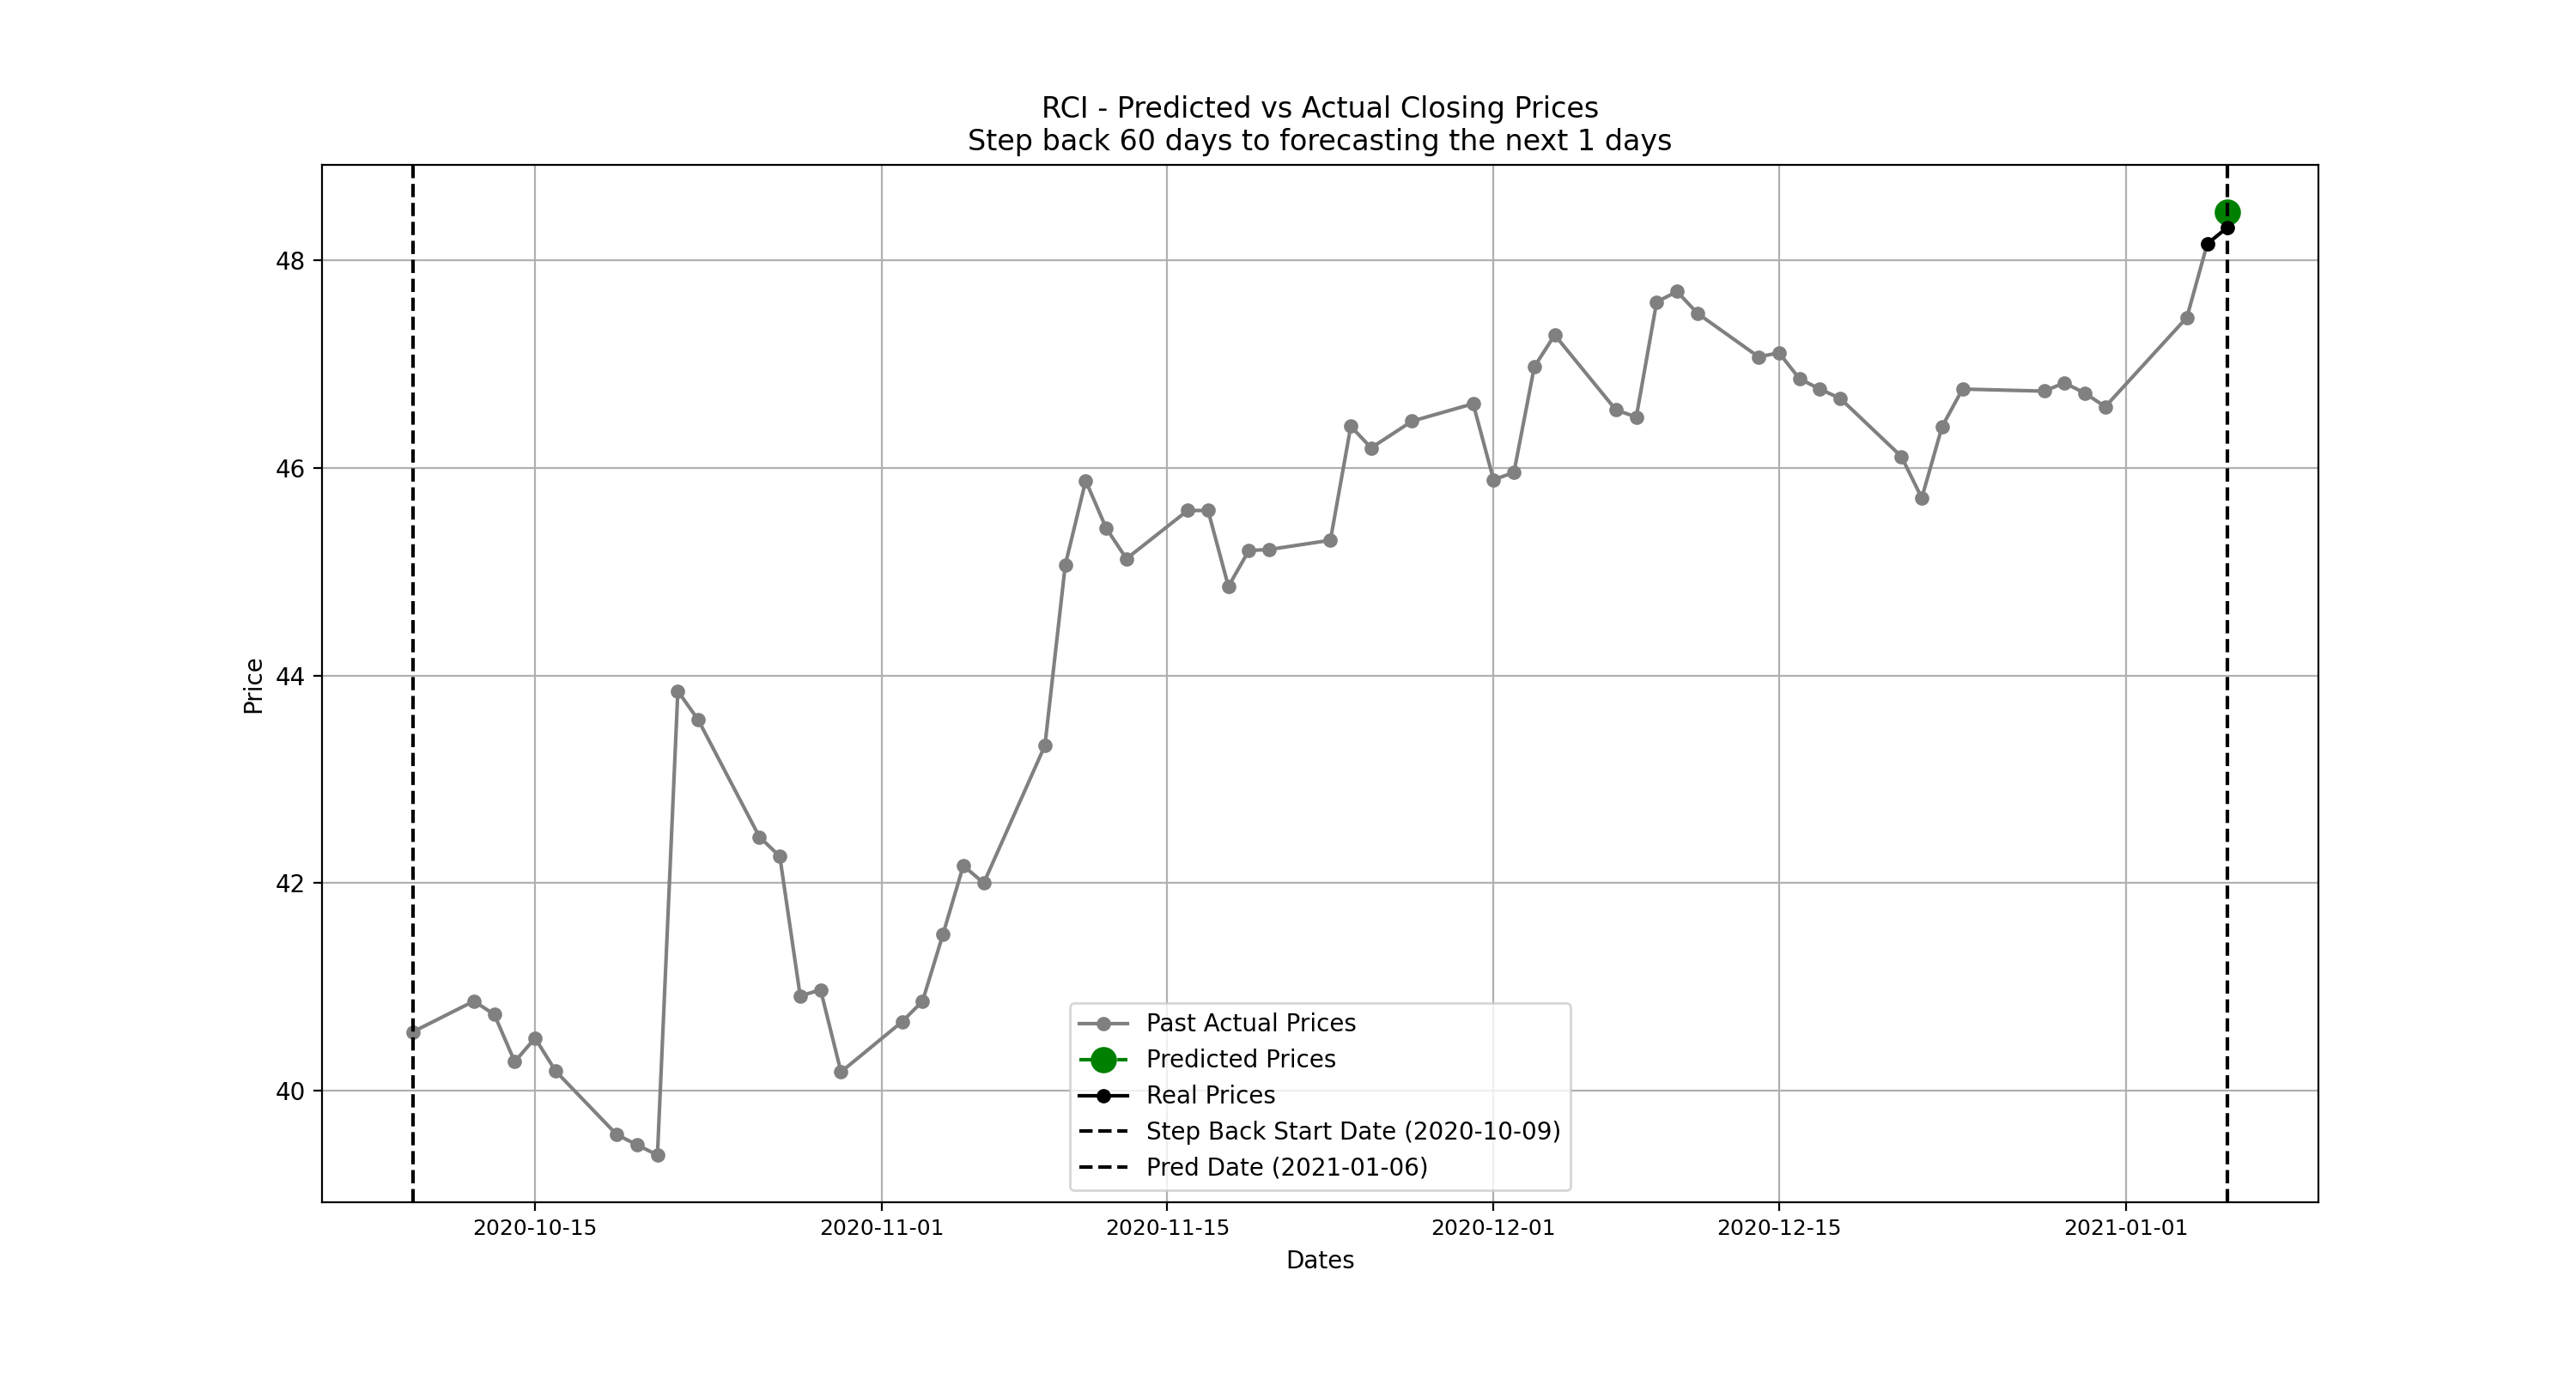 RCI - Predicted vs Actual Closing Prices
Step back 60 days to forecasting the next 1 days
Price
48
46
44
42
40
Past Actual Prices
Predicted Prices
Real Prices
Step Back Start Date (2020-10-09)
Pred Date (2021-01-06)
2020-10-15
2020-11-01
2020-11-15
2020-12-01
2020-12-15
2021-01-01
Dates